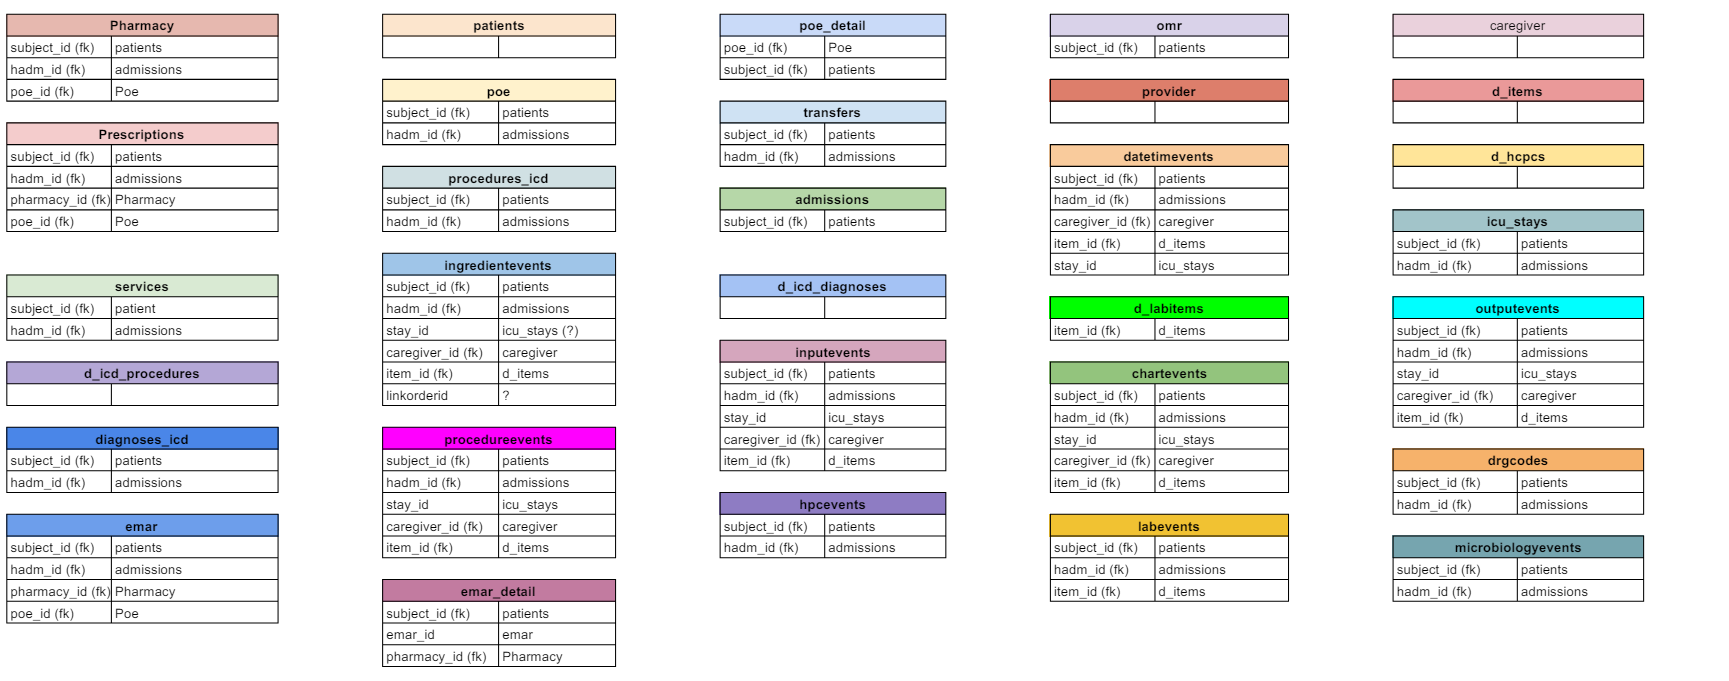 Pharmacy
subject_id (fk) patients
hadm_id (fk) admissions
poe_id (fk) Poe
Prescriptions
subject_id (fk) patients
hadm_id (fk) admissions
pharmacy_id (fk) Pharmacy
poe_id (fk) Poe
services
subject_id (fk) patient
hadm_id (fk) admissions
d_icd_procedures
diagnoses_icd
subject_id (fk) patients
hadm_id (fk) admissions
emar
subject_id (fk) patients
hadm_id (fk) admissions
pharmacy_id (fk) Pharmacy
poe_id (fk) Poe
patients
poe
subject_id (fk) patients
hadm_id (fk) admissions
procedures_icd
subject_id (fk) patients
hadm_id (fk) admissions
ingredientevents
subject_id (fk) patients
hadm_id (fk) admissions
stay_id icu_stays (?)
caregiver_id (fk) caregiver
item_id (fk) d_items
linkorderid ?
procedureevents
subject_id (fk) patients
hadm_id (fk) admissions
stay_id icu_stays
caregiver_id (fk) caregiver
item_id (fk) d_items
emar_detail
subject_id (fk) patients
emar_id emar
pharmacy_id (fk) Pharmacy
poe_detail
poe_id (fk) Poe
subject_id (fk) patients
transfers
subject_id (fk) patients
hadm_id (fk) admissions
admissions
subject_id (fk) patients
d_icd_diagnoses
inputevents
subject_id (fk) patients
hadm_id (fk) admissions
stay_id icu_stays
caregiver_id (fk) caregiver
item_id (fk) d_items
hpcevents
subject_id (fk) patients
hadm_id (fk) admissions
omr
subject_id (fk) patients
provider
datetimevents
subject_id (fk) patients
hadm_id (fk) admissions
caregiver_id (fk) caregiver
item_id (fk) d_items
stay_id icu_stays
d_labitems
item_id (fk) d_items
chartevents
subject_id (fk) patients
hadm_id (fk) admissions
stay_id icu_stays
caregiver_id (fk) caregiver
item_id (fk) d_items
labevents
subject_id (fk) patients
hadm_id (fk) admissions
item_id (fk) d_items
caregiver
d_items
d_hcpcs
icu_stays
subject_id (fk) patients
hadm_id (fk) admissions
outputevents
subject_id (fk) patients
hadm_id (fk) admissions
stay_id icu_stays
caregiver_id (fk) caregiver
item_id (fk) d_items
drgcodes
subject_id (fk) patients
hadm_id (fk) admissions
microbiologyevents
subject_id (fk) patients
hadm_id (fk) admissions